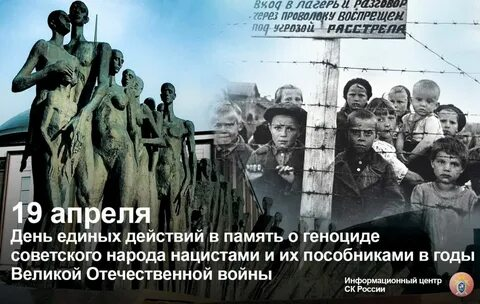 Вход в лагерь и разговор
через проволоку воспрещен
под угрозой расстрела
19 апреля
День единых действий в память о геноциде
советского народа нацистами и их пособниками в годы
Великой Отечественной войны
Информационный центр
СК России